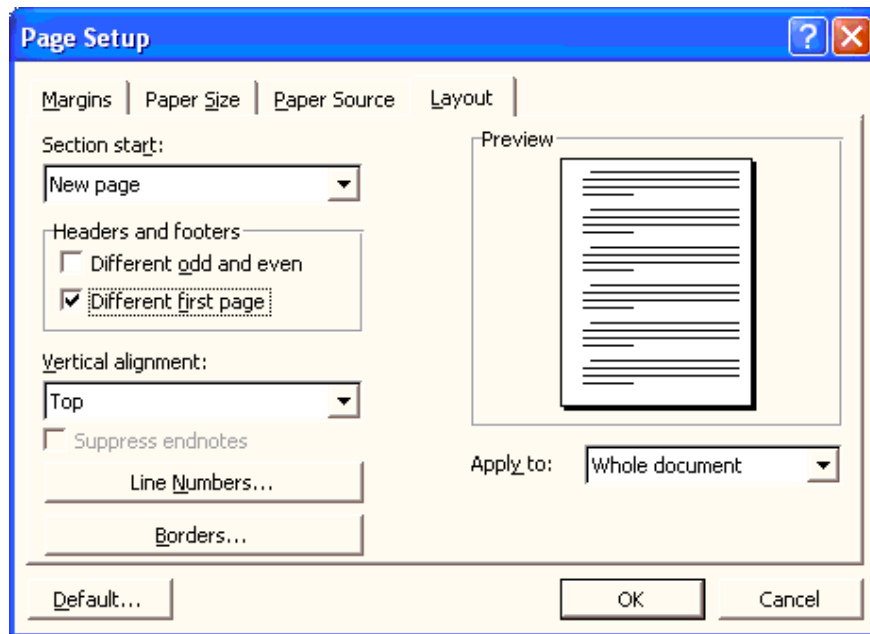 Page Setup
Margins
Paper Size
Paper Source
Layout
Section start:
New page
Headers and footers
Different odd and even
Different first page
Vertical alignment:
Top
Suppress endnotes
Line Numbers...
Borders...
Preview
Apply to:
Whole document
Default...
OK
Cancel